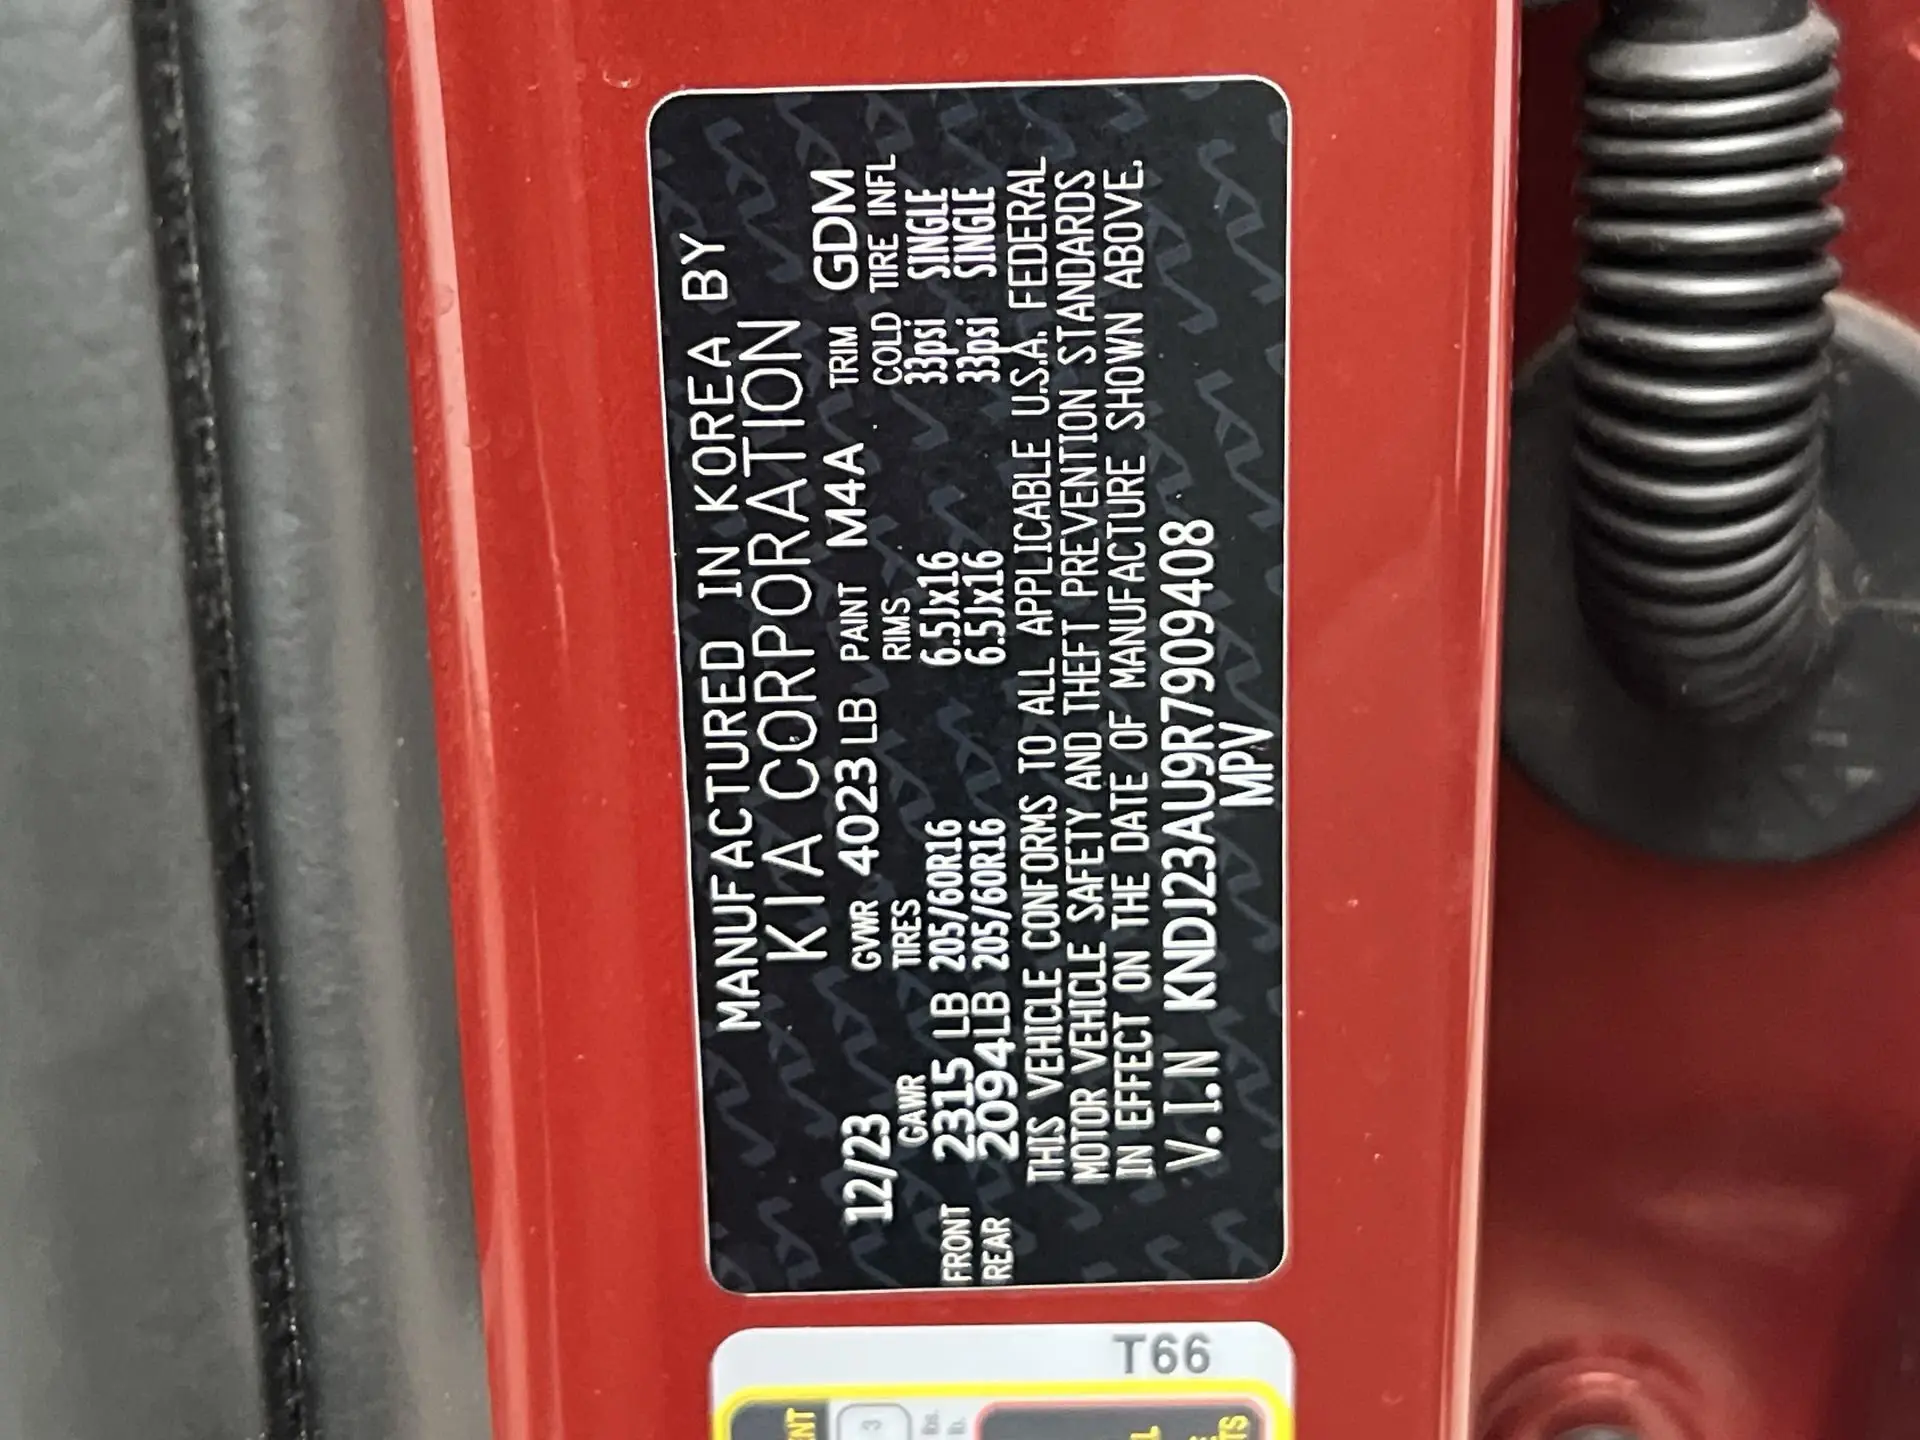 MANUFACTURED IN KOREA BY
KIA CORPORATION
12/23 GVWR 4023 LB PAINT M4A TRIM GDM
GAWR TIRES RIMS COLD TIRE INFL
FRONT 2315 LB 205/60R16 6.5Jx16 33psi SINGLE
REAR 2094LB 205/60R16 6.5Jx16 33psi SINGLE
THIS VEHICLE CONFORMS TO ALL APPLICABLE U.S.A. FEDERAL
MOTOR VEHICLE SAFETY AND THEFT PREVENTION STANDARDS
IN EFFECT ON THE DATE OF MANUFACTURE SHOWN ABOVE.
V.I.N KNDJ23AU9R7909408
MPV
T66